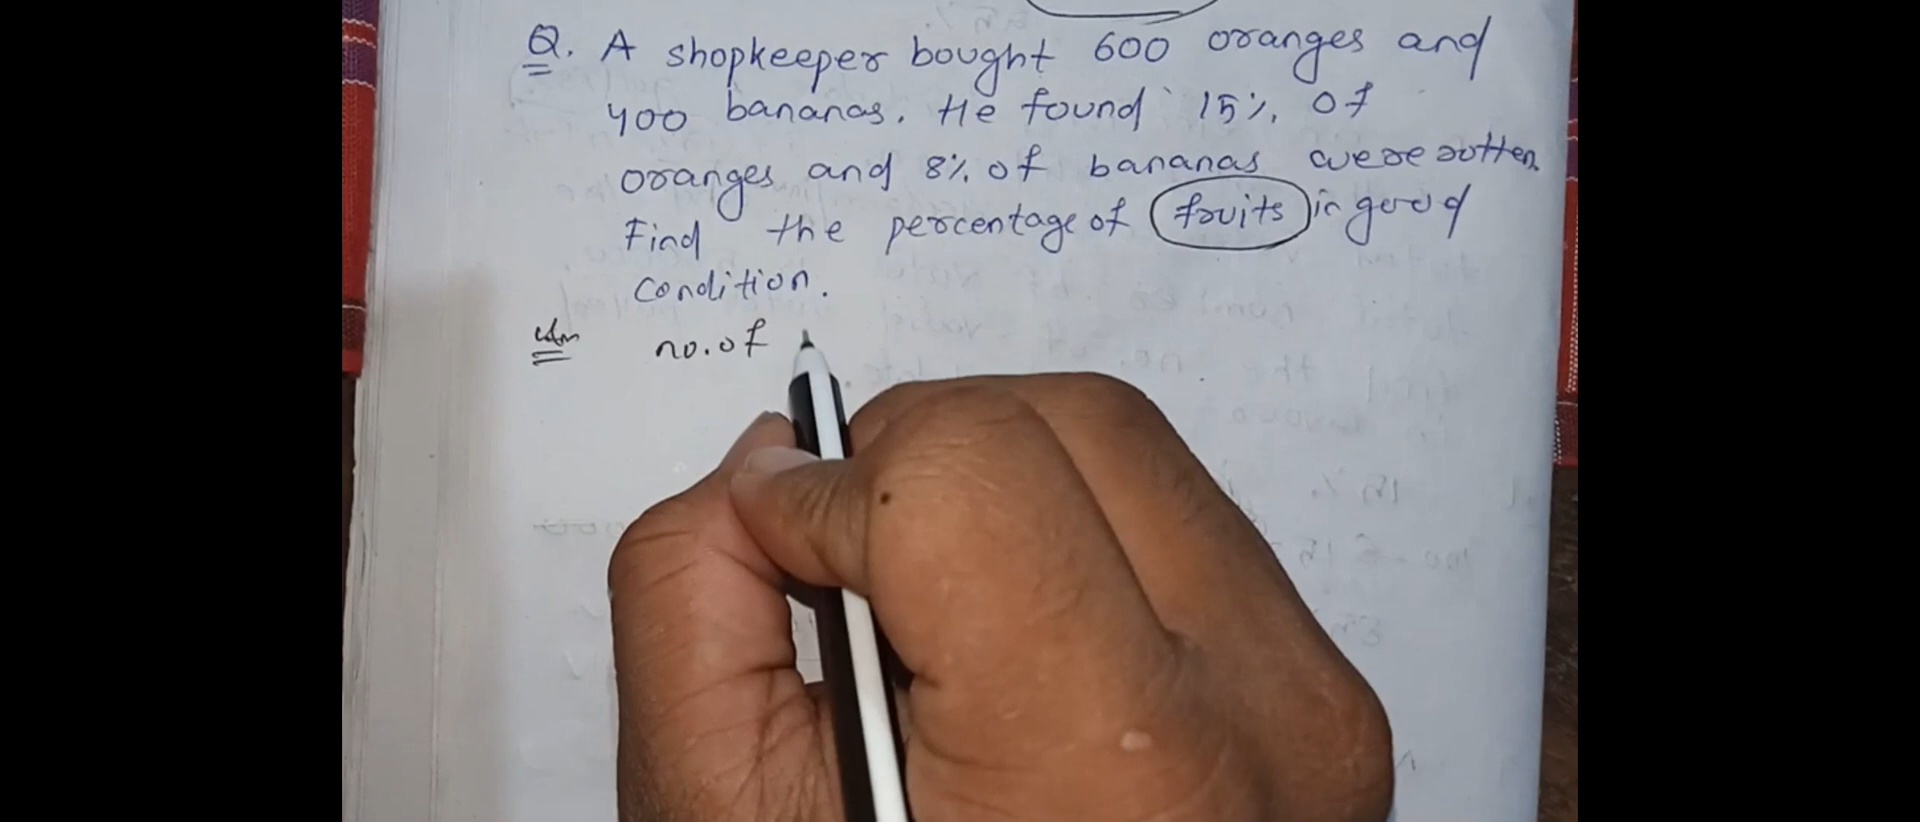 Q. A shopkeeper bought 600 oranges and
400 bananas. He found 15% of
oranges and 8% of bananas were rotten.
Find the percentage of fruits in good
condition.
no. of